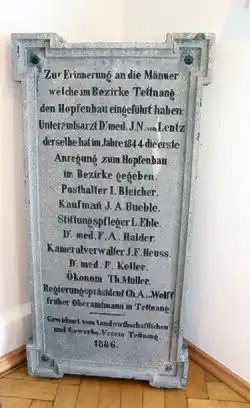 Zur Erinnerung an die Männer
welche im Bezirke Tettnang
den Hopfenbau eingeführt haben
Unteramtsarzt Dr. med. J. N. von Lentz
derselbe hat im Jahre 1844 die erste
Anregung zum Hopfenbau
im Bezirke gegeben.
Posthalter I. Bleicher.
Kaufman J. A. Bueble.
Stiftungspfleger L. Eble.
Dr. med. F. A. Haider.
Kameralverwalter J. F. Heuss.
Dr. med. F. Koller.
Ökonom Th. Müller.
Regierungspräsident Ch. A. v. Wolff
früher Oberamtmann in Tettnang.
Gewidmet vom landwirthschaftlichen
und Gewerbe-Verein Tettnang
1886.